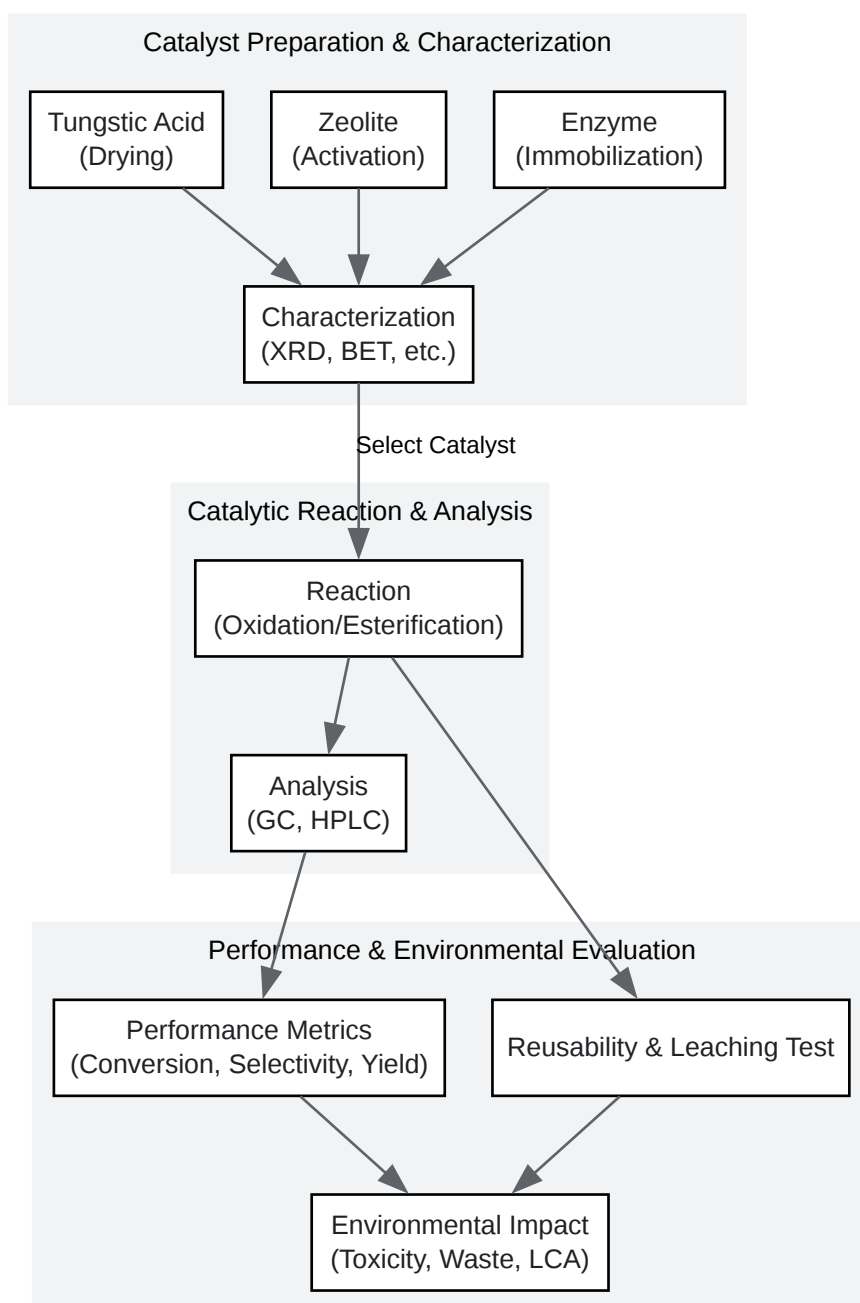 Catalyst Preparation & Characterization
Tungstic Acid
(Drying)
Zeolite
(Activation)
Enzyme
(Immobilization)
Characterization
(XRD, BET, etc.)
Select Catalyst
Catalytic Reaction & Analysis
Reaction
(Oxidation/Esterification)
Analysis
(GC, HPLC)
Performance & Environmental Evaluation
Performance Metrics
(Conversion, Selectivity, Yield)
Reusability & Leaching Test
Environmental Impact
(Toxicity, Waste, LCA)